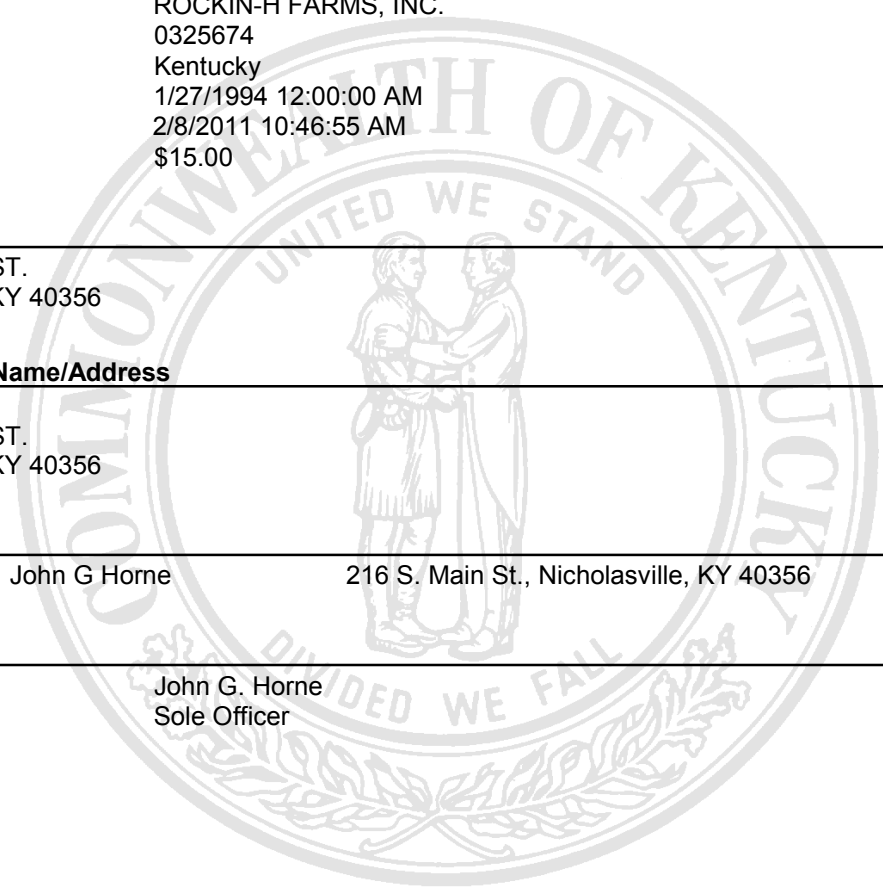 ROCKIN-H FARMS, INC.
0325674
Kentucky
1/27/1994 12:00:00 AM
2/8/2011 10:46:55 AM
$15.00
COMMONWEALTH OF KENTUCKY
UNITED WE STAND
ST.
KY 40356
Name/Address
ST.
KY 40356
John G Horne 216 S. Main St., Nicholasville, KY 40356
DIVIDED WE FALL
John G. Horne
Sole Officer